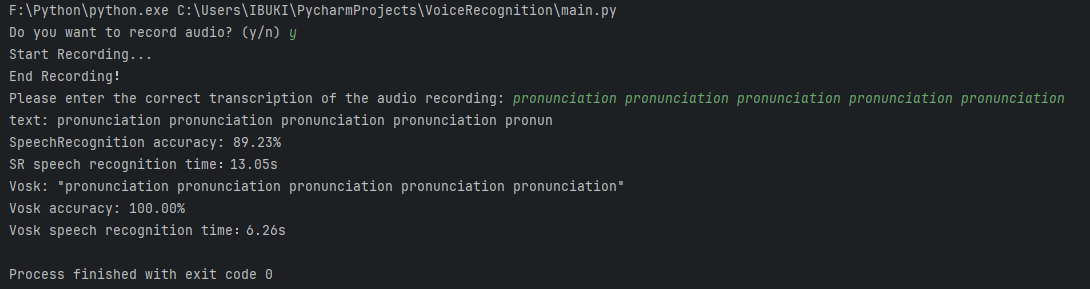 F:\Python\python.exe C:\Users\IBUKI\PycharmProjects\VoiceRecognition\main.py
Do you want to record audio? (y/n) y
Start Recording...
End Recording!
Please enter the correct transcription of the audio recording: pronunciation pronunciation pronunciation pronunciation pronunciation
text: pronunciation pronunciation pronunciation pronunciation pronun
SpeechRecognition accuracy: 89.23%
SR speech recognition time：13.05s
Vosk: "pronunciation pronunciation pronunciation pronunciation pronunciation"
Vosk accuracy: 100.00%
Vosk speech recognition time：6.26s
Process finished with exit code 0